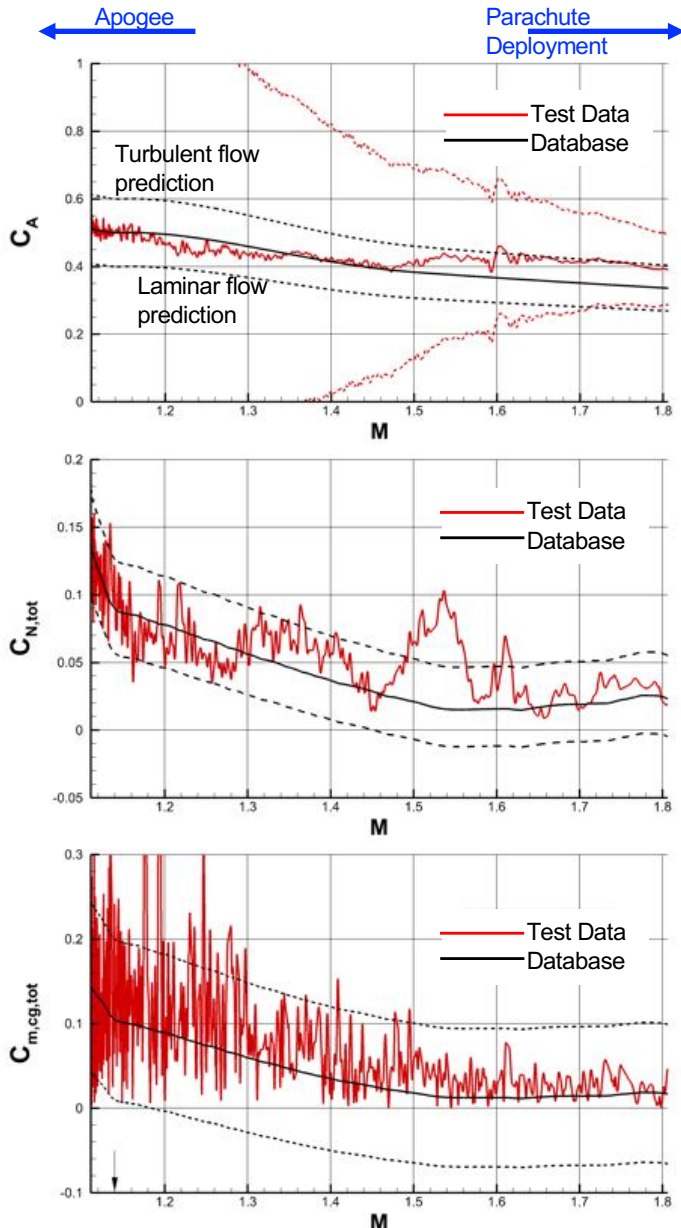 Apogee
Parachute
Deployment
1
0.8
0.6
0.4
0.2
0
C_A
Test Data
Database
Turbulent flow
prediction
Laminar flow
prediction
1.2 1.3 1.4 1.5 1.6 1.7 1.8
M
0.2
0.15
0.1
0.05
0
-0.05
C_N,tot
Test Data
Database
1.2 1.3 1.4 1.5 1.6 1.7 1.8
M
0.3
0.2
0.1
0
-0.1
C_m,cg,tot
Test Data
Database
1.2 1.3 1.4 1.5 1.6 1.7 1.8
M